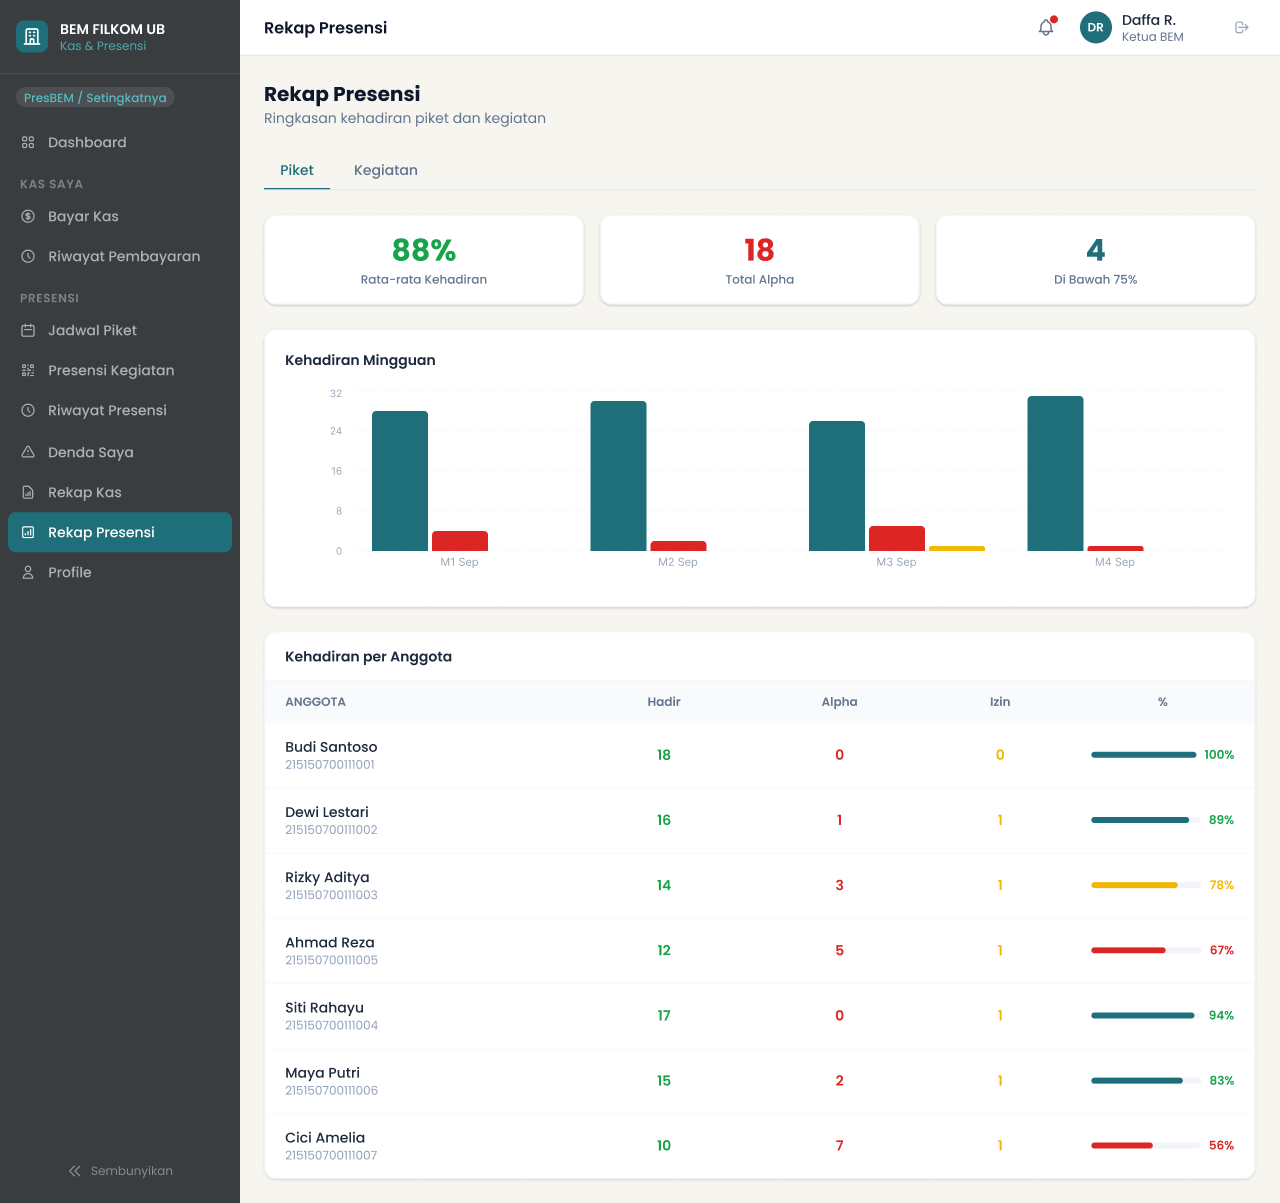 BEM FILKOM UB
Kas & Presensi
PresBEM / Setingkatnya
Dashboard
KAS SAYA
Bayar Kas
Riwayat Pembayaran
PRESENSI
Jadwal Piket
Presensi Kegiatan
Riwayat Presensi
Denda Saya
Rekap Kas
Rekap Presensi
Profile
Sembunyikan
Rekap Presensi
DR
Daffa R.
Ketua BEM
Rekap Presensi
Ringkasan kehadiran piket dan kegiatan
Piket Kegiatan
88%
Rata-rata Kehadiran
18
Total Alpha
4
Di Bawah 75%
Kehadiran Mingguan
32
24
16
8
0
M1 Sep M2 Sep M3 Sep M4 Sep
Kehadiran per Anggota
ANGGOTA Hadir Alpha Izin %
Budi Santoso
215150700111001
18 0 0 100%
Dewi Lestari
215150700111002
16 1 1 89%
Rizky Aditya
215150700111003
14 3 1 78%
Ahmad Reza
215150700111005
12 5 1 67%
Siti Rahayu
215150700111004
17 0 1 94%
Maya Putri
215150700111006
15 2 1 83%
Cici Amelia
215150700111007
10 7 1 56%